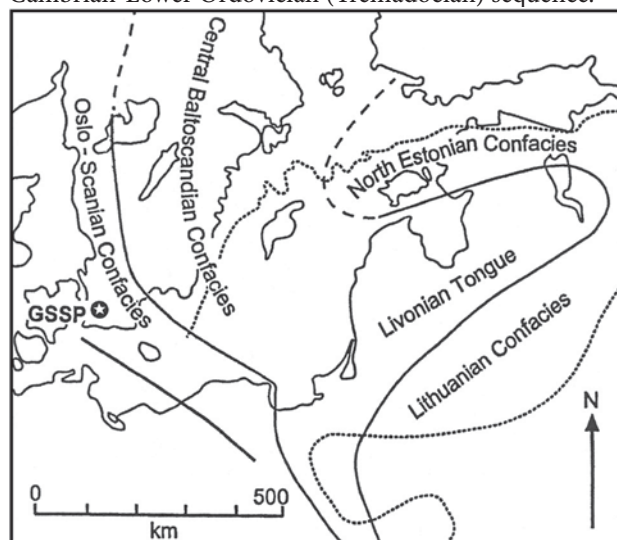 Cambrian-Lower Ordovician (Tremadocian) sequence.
Oslo - Scanian Confacies
Central Baltoscandian Confacies
North Estonian Confacies
Livonian Tongue
Lithuanian Confacies
GSSP
N
0
500
km